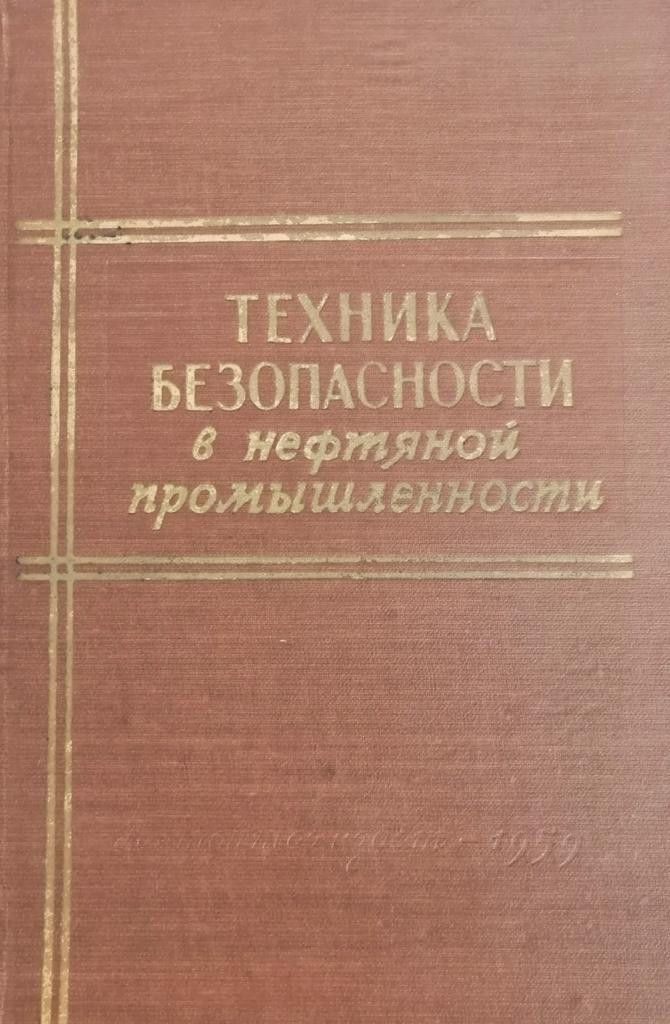 ТЕХНИКА
БЕЗОПАСНОСТИ
в нефтяной
промышленности
1959